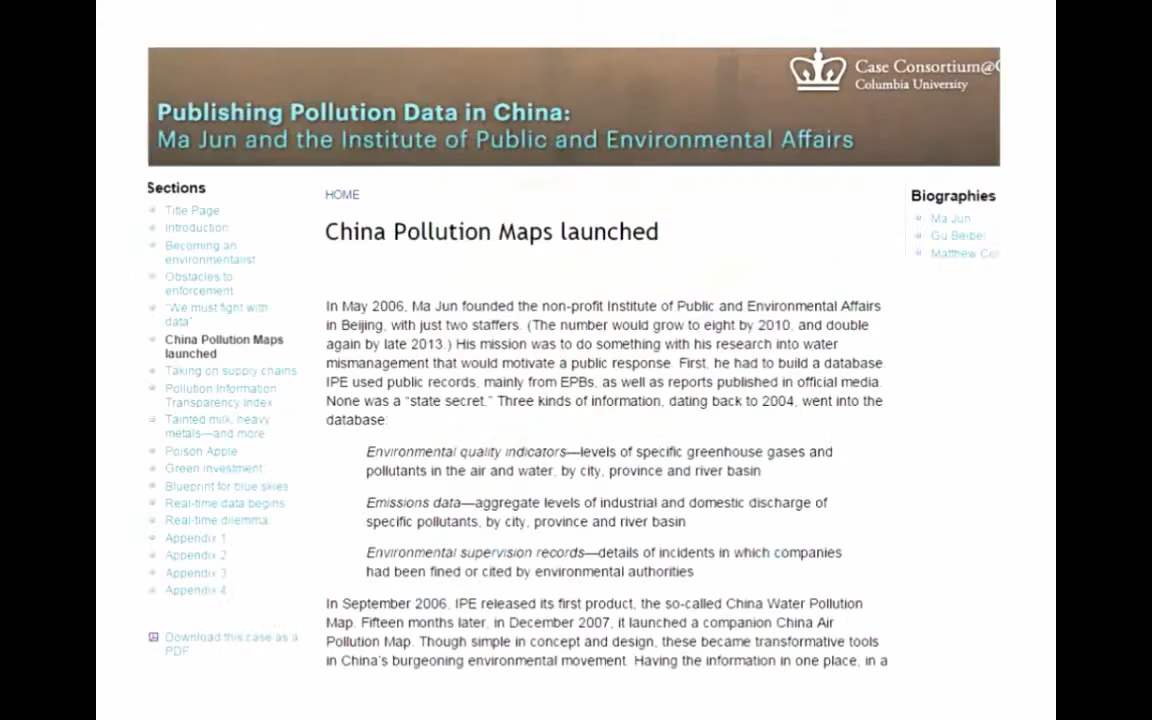 Case Consortium@
Columbia University
Publishing Pollution Data in China:
Ma Jun and the Institute of Public and Environmental Affairs
Sections
Title Page
Introduction
Becoming an
environmentalist
Obstacles to
enforcement
"We must fight with
data"
China Pollution Maps
launched
Taking on supply chains
Pollution Information
Transparency Index
Tainted milk, heavy
metals—and more
Poison Apple
Green investment
Blueprint for blue skies
Real-time data begins
Real-time dilemma
Appendix 1
Appendix 2
Appendix 3
Appendix 4
Download this case as a
PDF
HOME
China Pollution Maps launched
In May 2006, Ma Jun founded the non-profit Institute of Public and Environmental Affairs
in Beijing, with just two staffers. (The number would grow to eight by 2010, and double
again by late 2013.) His mission was to do something with his research into water
mismanagement that would motivate a public response. First, he had to build a database.
IPE used public records, mainly from EPBs, as well as reports published in official media.
None was a "state secret." Three kinds of information, dating back to 2004, went into the
database:
Environmental quality indicators—levels of specific greenhouse gases and
pollutants in the air and water, by city, province and river basin
Emissions data—aggregate levels of industrial and domestic discharge of
specific pollutants, by city, province and river basin
Environmental supervision records—details of incidents in which companies
had been fined or cited by environmental authorities
In September 2006, IPE released its first product, the so-called China Water Pollution
Map. Fifteen months later, in December 2007, it launched a companion China Air
Pollution Map. Though simple in concept and design, these became transformative tools
in China's burgeoning environmental movement. Having the information in one place, in a
Biographies
Ma Jun
Gu Beibei
Matthew